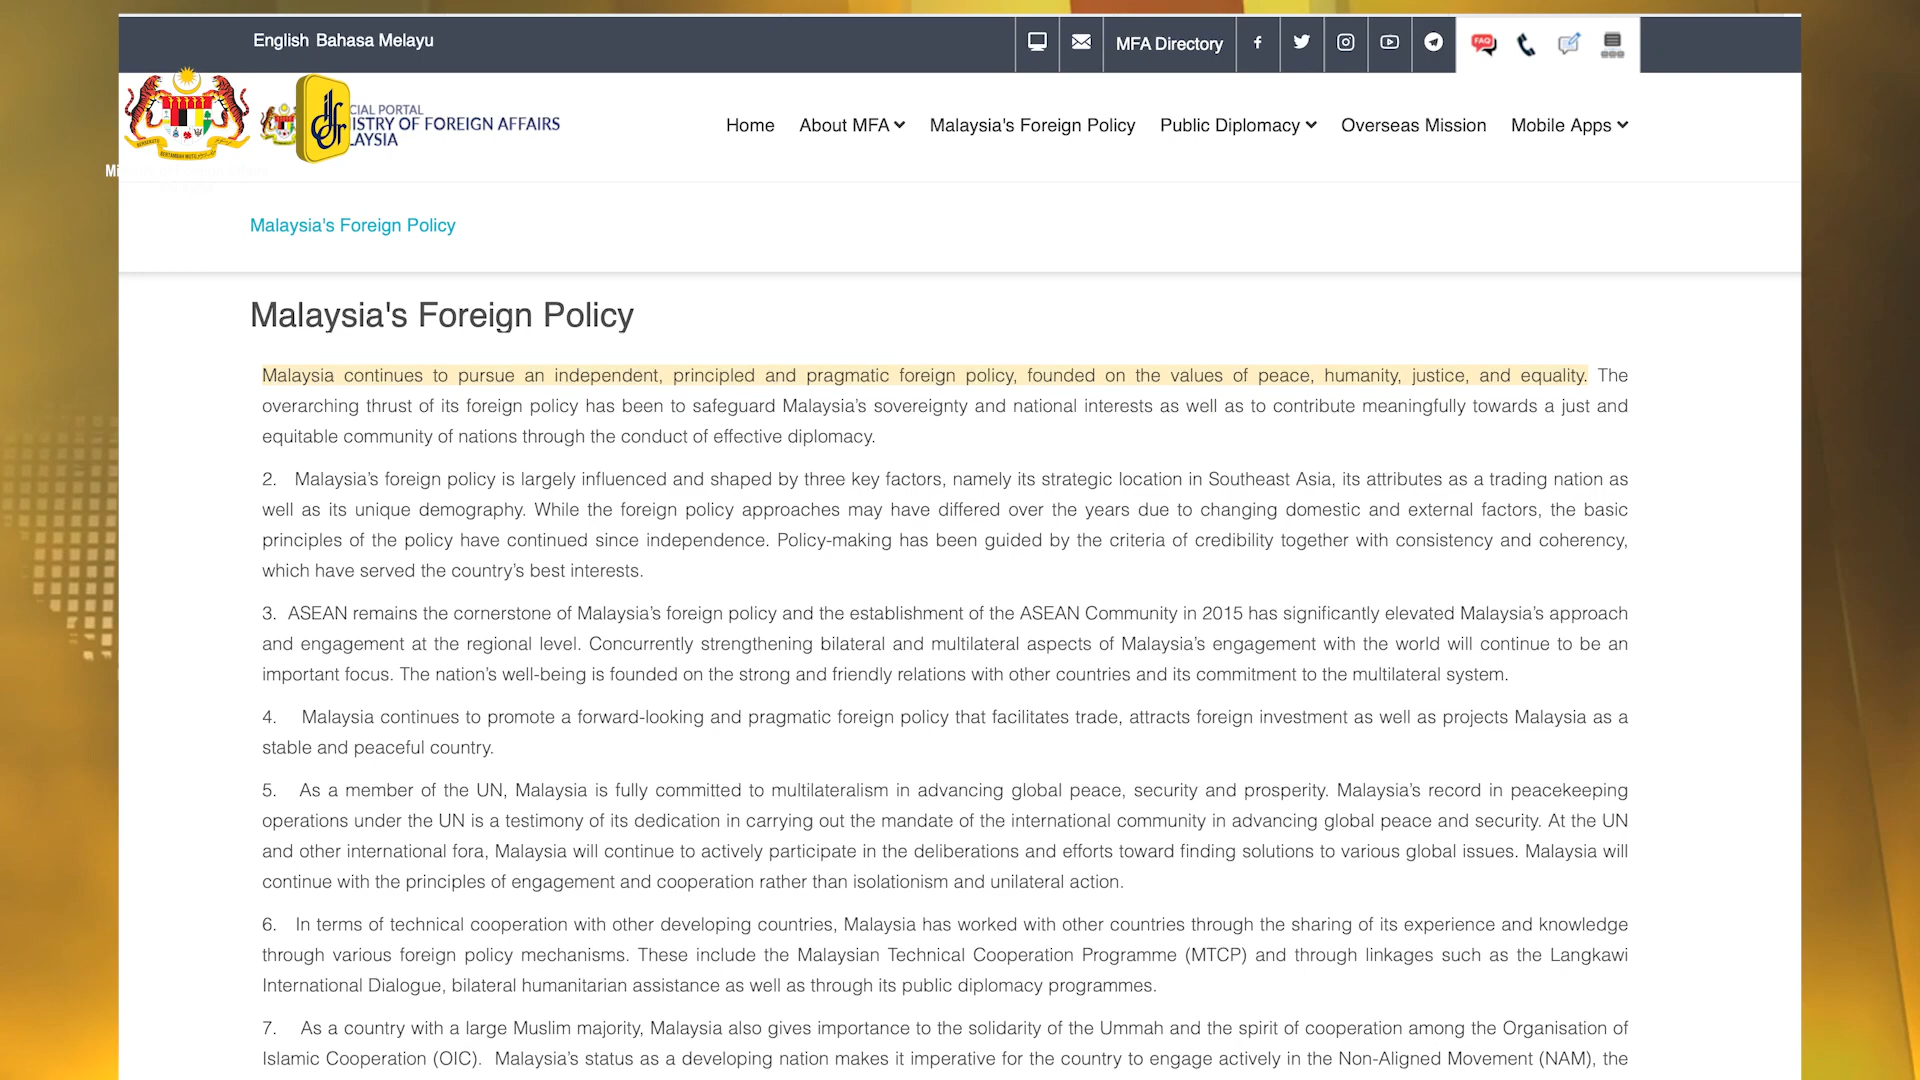 English Bahasa Melayu
MFA Directory
FAQ
CIAL PORTAL
ISTRY OF FOREIGN AFFAIRS
LAYSIA
Home About MFA Malaysia's Foreign Policy Public Diplomacy Overseas Mission Mobile Apps
Malaysia's Foreign Policy
Malaysia's Foreign Policy
Malaysia continues to pursue an independent, principled and pragmatic foreign policy, founded on the values of peace, humanity, justice, and equality. The
overarching thrust of its foreign policy has been to safeguard Malaysia’s sovereignty and national interests as well as to contribute meaningfully towards a just and
equitable community of nations through the conduct of effective diplomacy.
2. Malaysia’s foreign policy is largely influenced and shaped by three key factors, namely its strategic location in Southeast Asia, its attributes as a trading nation as
well as its unique demography. While the foreign policy approaches may have differed over the years due to changing domestic and external factors, the basic
principles of the policy have continued since independence. Policy-making has been guided by the criteria of credibility together with consistency and coherency,
which have served the country’s best interests.
3. ASEAN remains the cornerstone of Malaysia’s foreign policy and the establishment of the ASEAN Community in 2015 has significantly elevated Malaysia’s approach
and engagement at the regional level. Concurrently strengthening bilateral and multilateral aspects of Malaysia’s engagement with the world will continue to be an
important focus. The nation’s well-being is founded on the strong and friendly relations with other countries and its commitment to the multilateral system.
4. Malaysia continues to promote a forward-looking and pragmatic foreign policy that facilitates trade, attracts foreign investment as well as projects Malaysia as a
stable and peaceful country.
5. As a member of the UN, Malaysia is fully committed to multilateralism in advancing global peace, security and prosperity. Malaysia’s record in peacekeeping
operations under the UN is a testimony of its dedication in carrying out the mandate of the international community in advancing global peace and security. At the UN
and other international fora, Malaysia will continue to actively participate in the deliberations and efforts toward finding solutions to various global issues. Malaysia will
continue with the principles of engagement and cooperation rather than isolationism and unilateral action.
6. In terms of technical cooperation with other developing countries, Malaysia has worked with other countries through the sharing of its experience and knowledge
through various foreign policy mechanisms. These include the Malaysian Technical Cooperation Programme (MTCP) and through linkages such as the Langkawi
International Dialogue, bilateral humanitarian assistance as well as through its public diplomacy programmes.
7. As a country with a large Muslim majority, Malaysia also gives importance to the solidarity of the Ummah and the spirit of cooperation among the Organisation of
Islamic Cooperation (OIC). Malaysia’s status as a developing nation makes it imperative for the country to engage actively in the Non-Aligned Movement (NAM), the